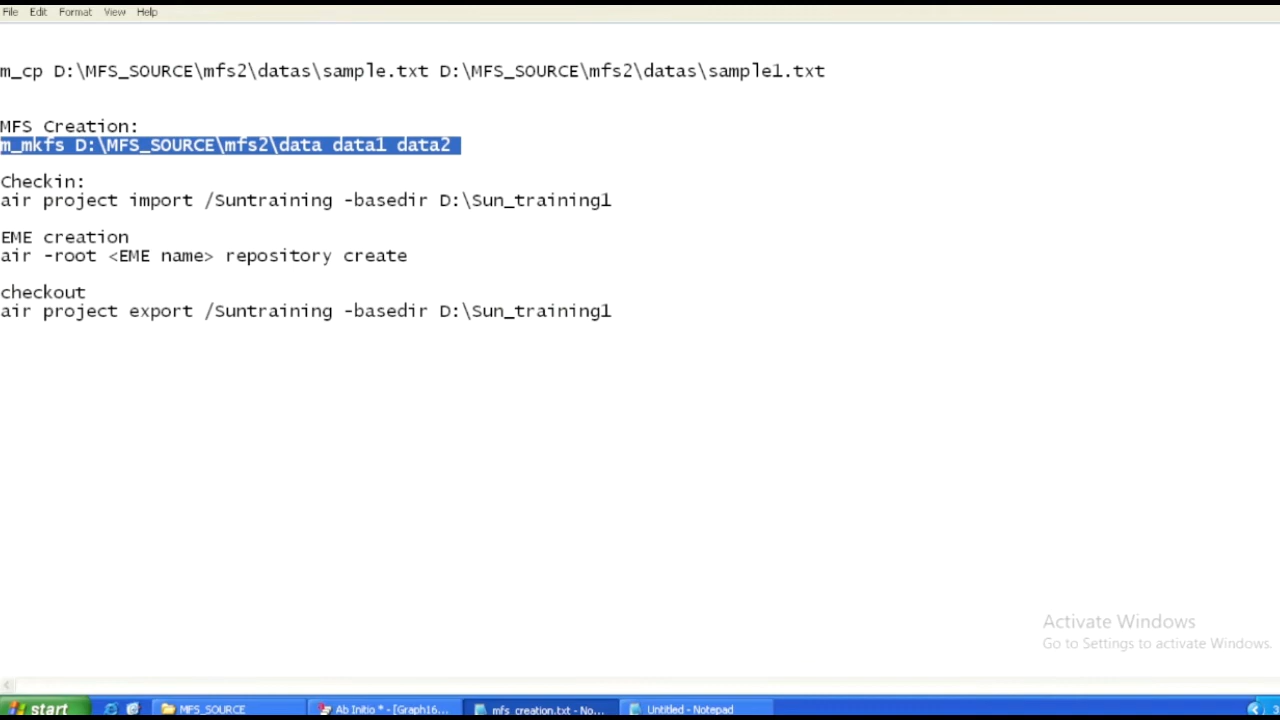 File Edit Format View Help
m_cp D:\MFS_SOURCE\mfs2\datas\sample.txt D:\MFS_SOURCE\mfs2\datas\sample1.txt
MFS Creation:
m_mkfs D:\MFS_SOURCE\mfs2\data data1 data2
Checkin:
air project import /Suntraining -basedir D:\Sun_training1
EME creation
air -root <EME name> repository create
checkout
air project export /Suntraining -basedir D:\Sun_training1
Activate Windows
Go to Settings to activate Windows.
start MFS_SOURCE Ab Initio * - [Graph16... mfs_creation.txt - No... Untitled - Notepad 3